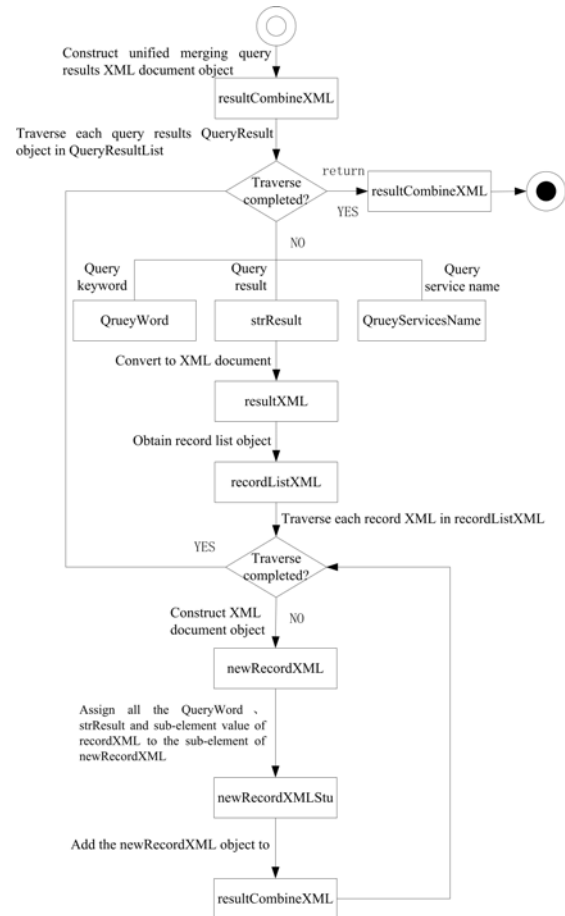 Construct unified merging query
results XML document object
resultCombineXML
Traverse each query results QueryResult
object in QueryResultList
Traverse
completed?
return
YES
resultCombineXML
NO
Query
keyword
Query
result
Query
service name
QrueyWord
strResult
QrueyServicesName
Convert to XML document
resultXML
Obtain record list object
recordListXML
Traverse each record XML in recordListXML
YES
Traverse
completed?
Construct XML
document object
NO
newRecordXML
Assign all the QueryWord 、
strResult and sub-element value of
recordXML to the sub-element of
newRecordXML
newRecordXMLStu
Add the newRecordXML object to
resultCombineXML